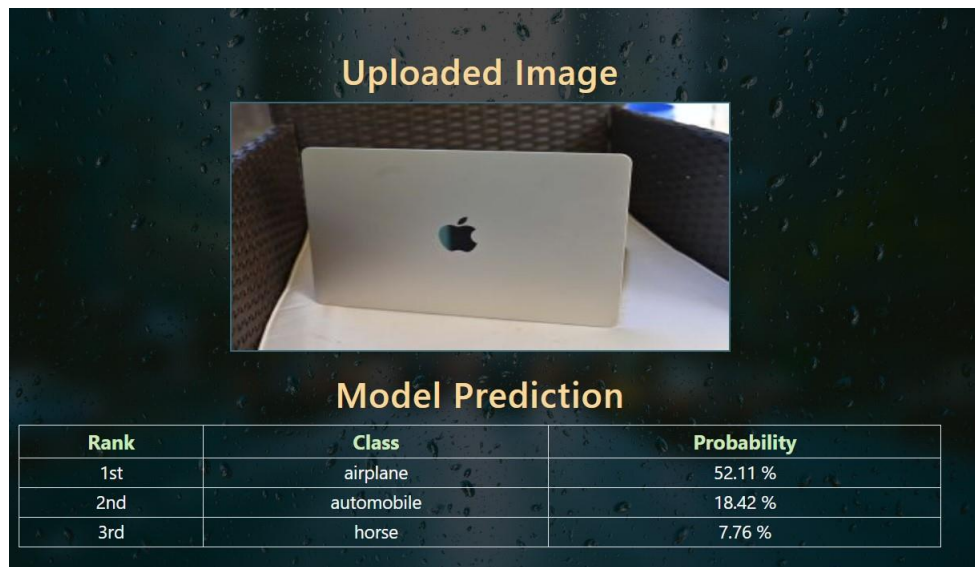 Uploaded Image
Model Prediction
Rank Class Probability
1st airplane 52.11 %
2nd automobile 18.42 %
3rd horse 7.76 %